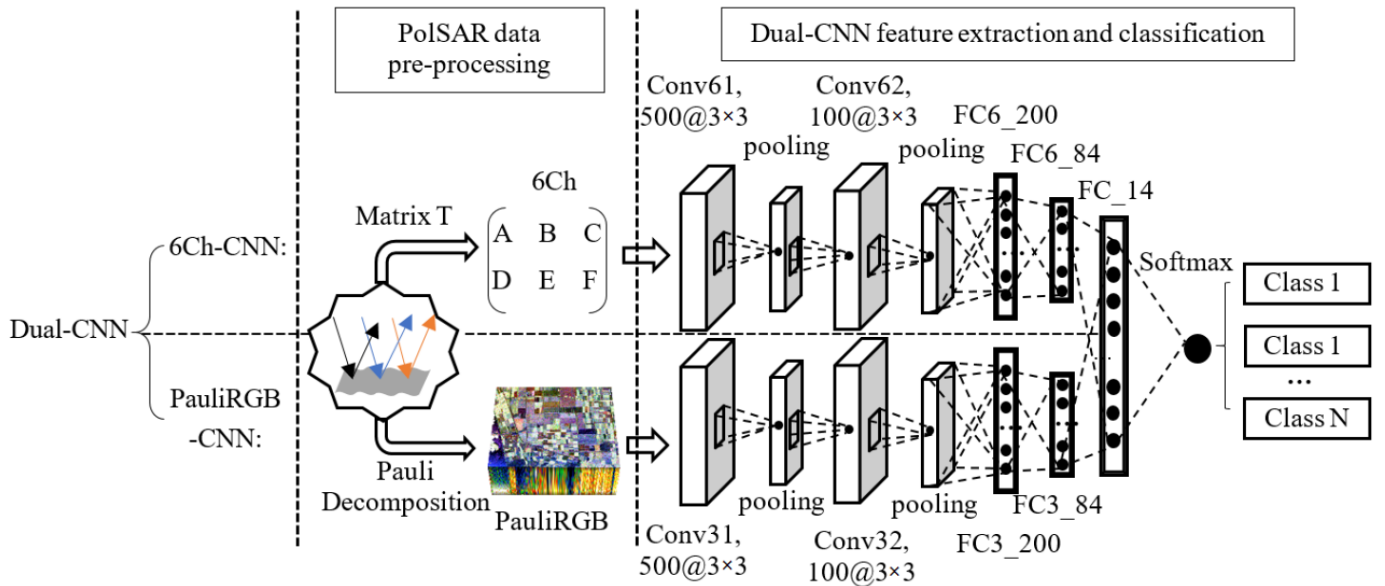 PolSAR data
pre-processing
Dual-CNN feature extraction and classification
Conv61,
500@3×3
pooling
Conv62,
100@3×3
pooling
FC6_200
FC6_84
FC_14
6Ch
Matrix T
A B C
D E F
6Ch-CNN:
Dual-CNN
PauliRGB
-CNN:
Pauli
Decomposition
PauliRGB
Softmax
Class 1
Class 1
...
Class N
pooling
pooling
Conv31,
500@3×3
Conv32,
100@3×3
FC3_84
FC3_200